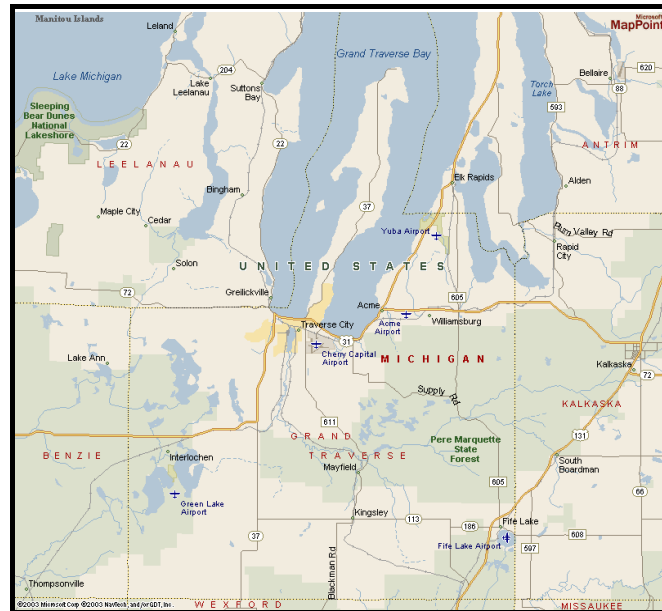 Manitou Islands
Leland
Microsoft
MapPoint
Grand Traverse Bay
Lake Michigan
204
Lake
Leelanau
Suttons
Bay
Torch
Lake
620
Bellaire
88
593
Sleeping
Bear Dunes
National
Lakeshore
22
22
ANTRIM
LEELANAU
Bingham
Elk Rapids
Alden
Maple City
37
Cedar
Yuba Airport
Plum Valley Rd
Rapid
City
Solon
UNITED STATES
72
Greilickville
605
Acme
Acme
Airport
Williamsburg
Traverse City
31
Cherry Capital
Airport
MICHIGAN
Lake Ann
Kalkaska
72
Supply Rd
KALKASKA
611
GRAND
TRAVERSE
131
Pere Marquette
State
Forest
BENZIE
Interlochen
Mayfield
South
Boardman
605
66
Green Lake
Airport
Kingsley
113
186
Fife Lake
37
608
Fife Lake Airport
597
Blackman Rd
Thompsonville
©2003 Microsoft Corp ©2003 NavTech, and/or GDT, Inc.
WEXFORD
MISSAUKEE